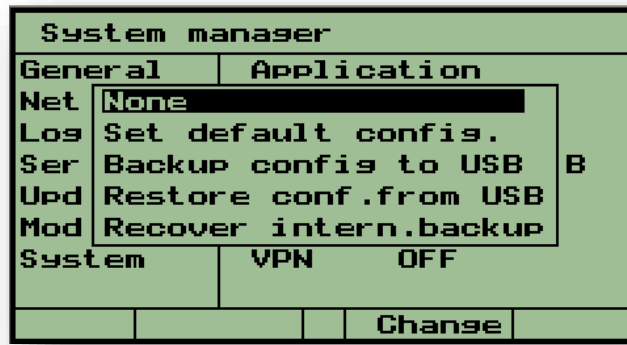 System manager
General Application
Net None
Log Set default config.
Ser Backup config to USB B
Upd Restore conf.from USB
Mod Recover intern.backup
System VPN OFF
Change